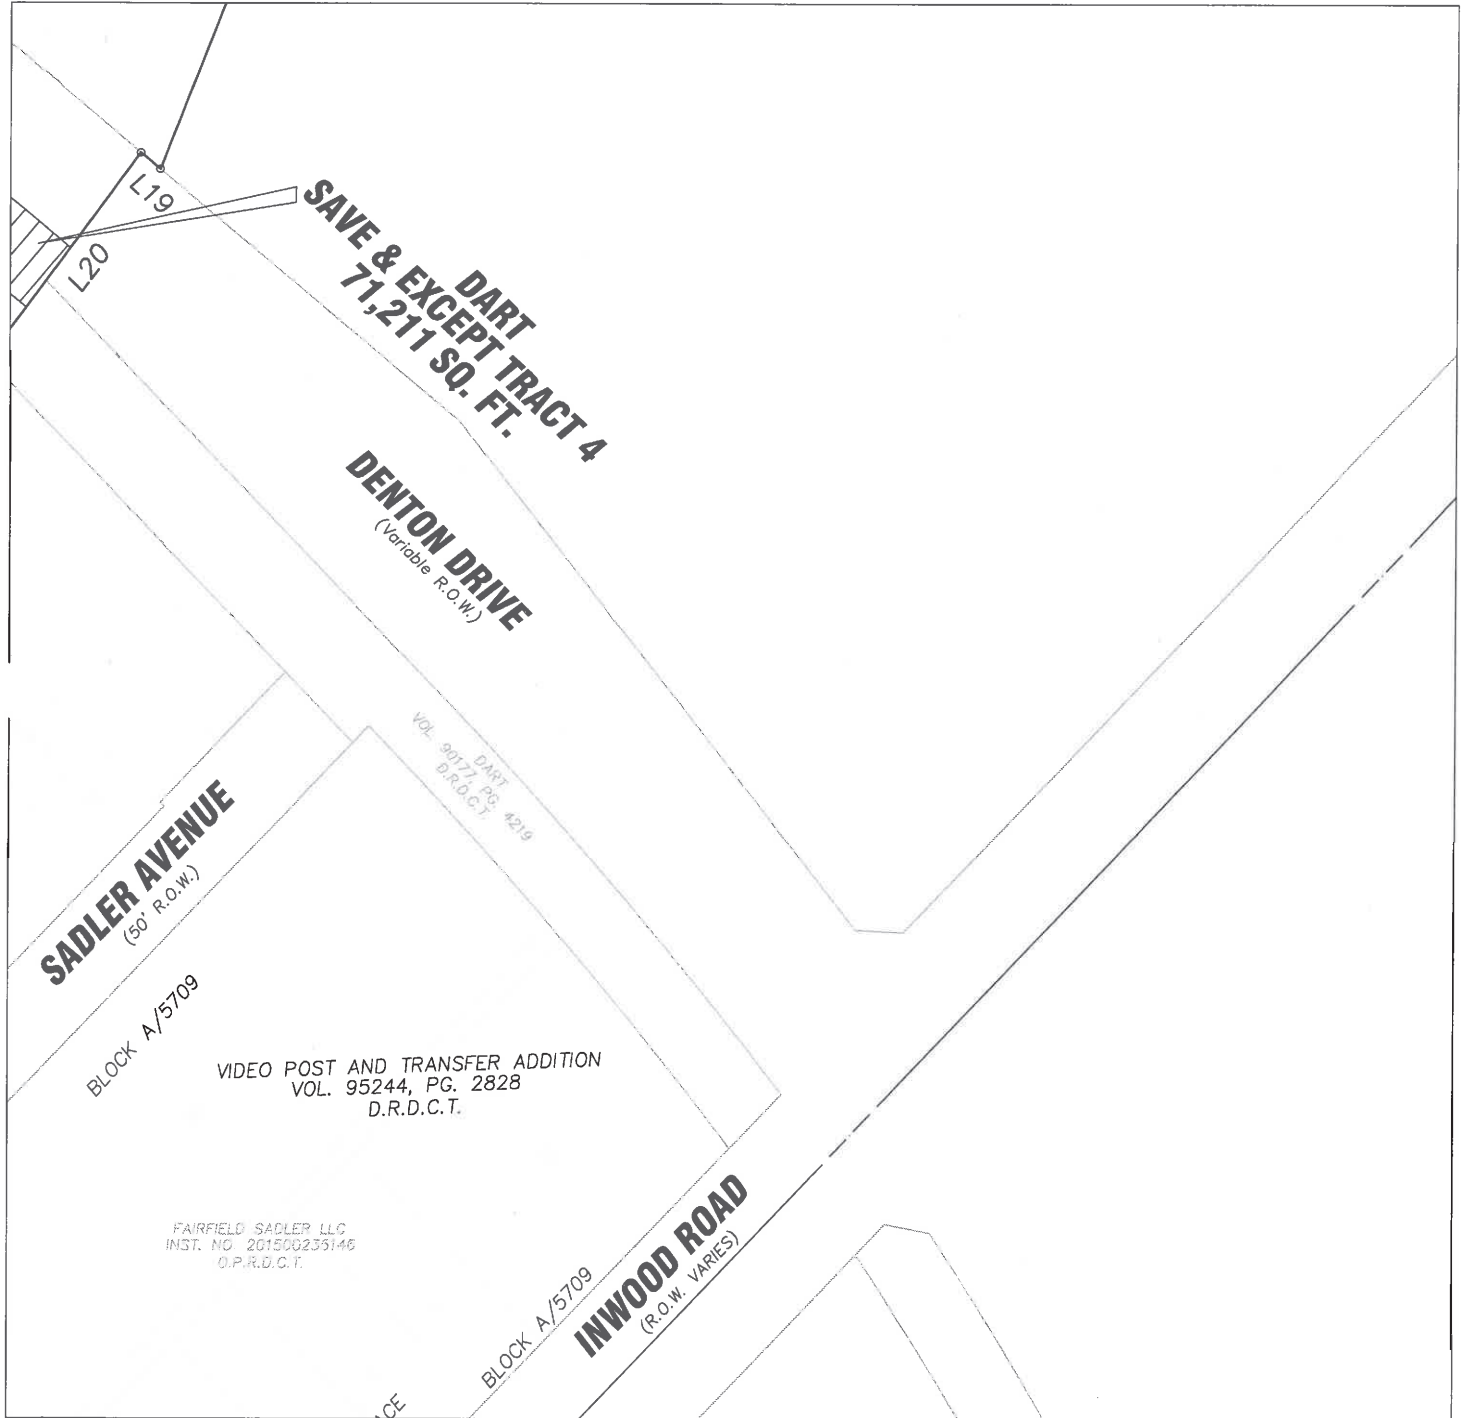 L19
L20
DART
SAVE & EXCEPT TRACT 4
71,211 SQ. FT.
DENTON DRIVE
(Variable R.O.W.)
DART
VOL. 90177, PG. 4219
D.R.D.C.T.
SADLER AVENUE
(50' R.O.W.)
BLOCK A/5709
VIDEO POST AND TRANSFER ADDITION
VOL. 95244, PG. 2828
D.R.D.C.T.
FAIRFIELD SADLER LLC
INST. NO.
O.P.R.D.C.T.
BLOCK A/5709
INWOOD ROAD
(R.O.W. VARIES)